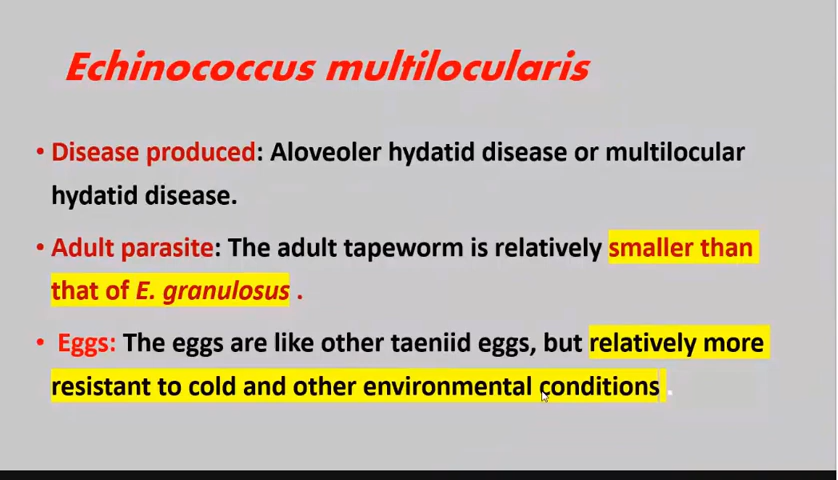 Echinococcus multilocularis
• Disease produced: Aloveoler hydatid disease or multilocular
hydatid disease.
• Adult parasite: The adult tapeworm is relatively smaller than
that of E. granulosus .
• Eggs: The eggs are like other taeniid eggs, but relatively more
resistant to cold and other environmental conditions .